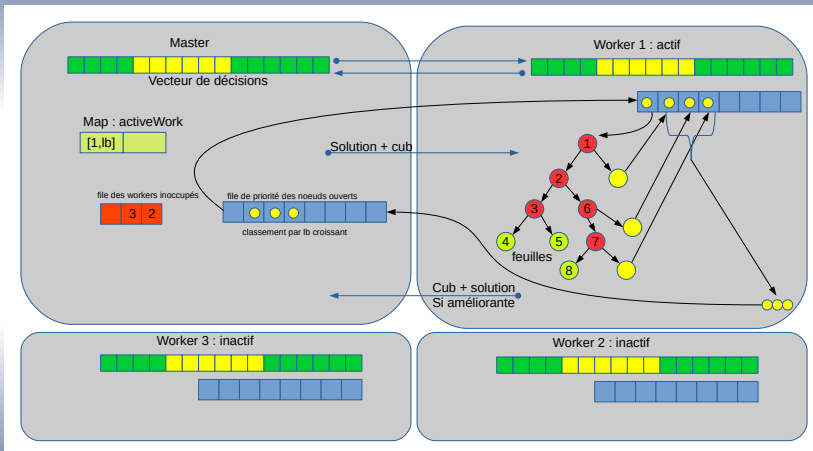 Master
Vecteur de décisions
Map : activeWork
[1,lb]
Solution + cub
file des workers inoccupés
3 2
file de priorité des noeuds ouverts
classement par lb croissant
Worker 1 : actif
1
2
3
6
4
5
7
feuilles
8
Cub + solution
Si améliorante
Worker 3 : inactif
Worker 2 : inactif